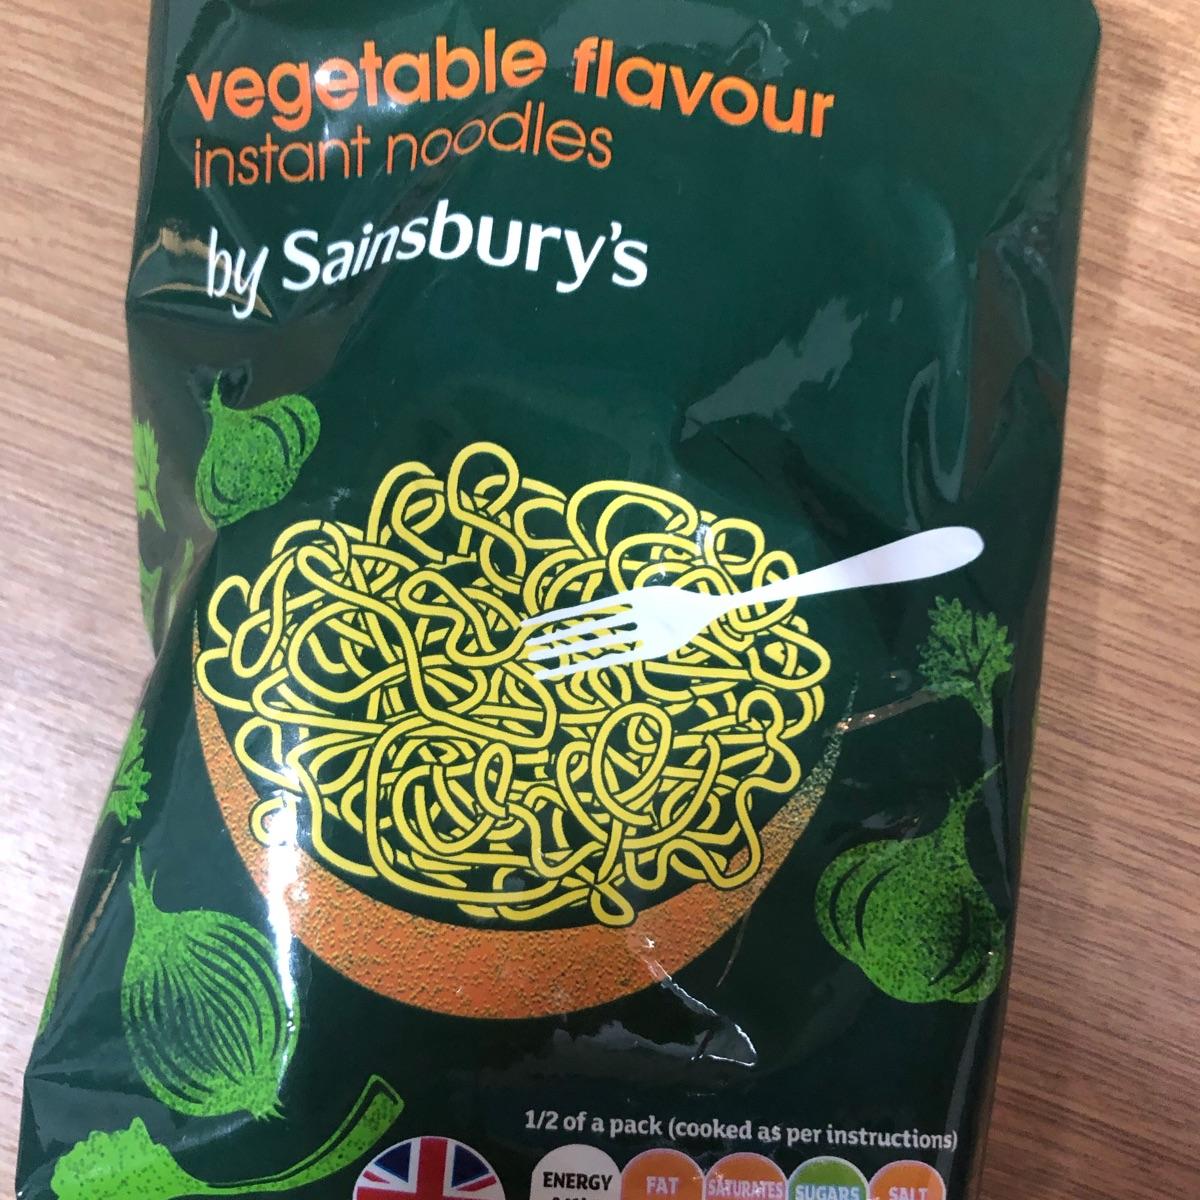 vegetable flavour
instant noodles
by Sainsbury's
1/2 of a pack (cooked as per instructions)
ENERGY FAT SATURATES SUGARS SALT